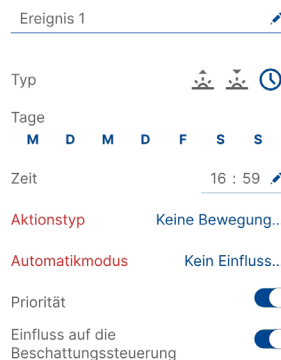 Ereignis 1
Typ
Tage
M D M D F S S
Zeit 16 : 59
Aktionstyp Keine Bewegung..
Automatikmodus Kein Einfluss..
Priorität
Einfluss auf die
Beschattungssteuerung